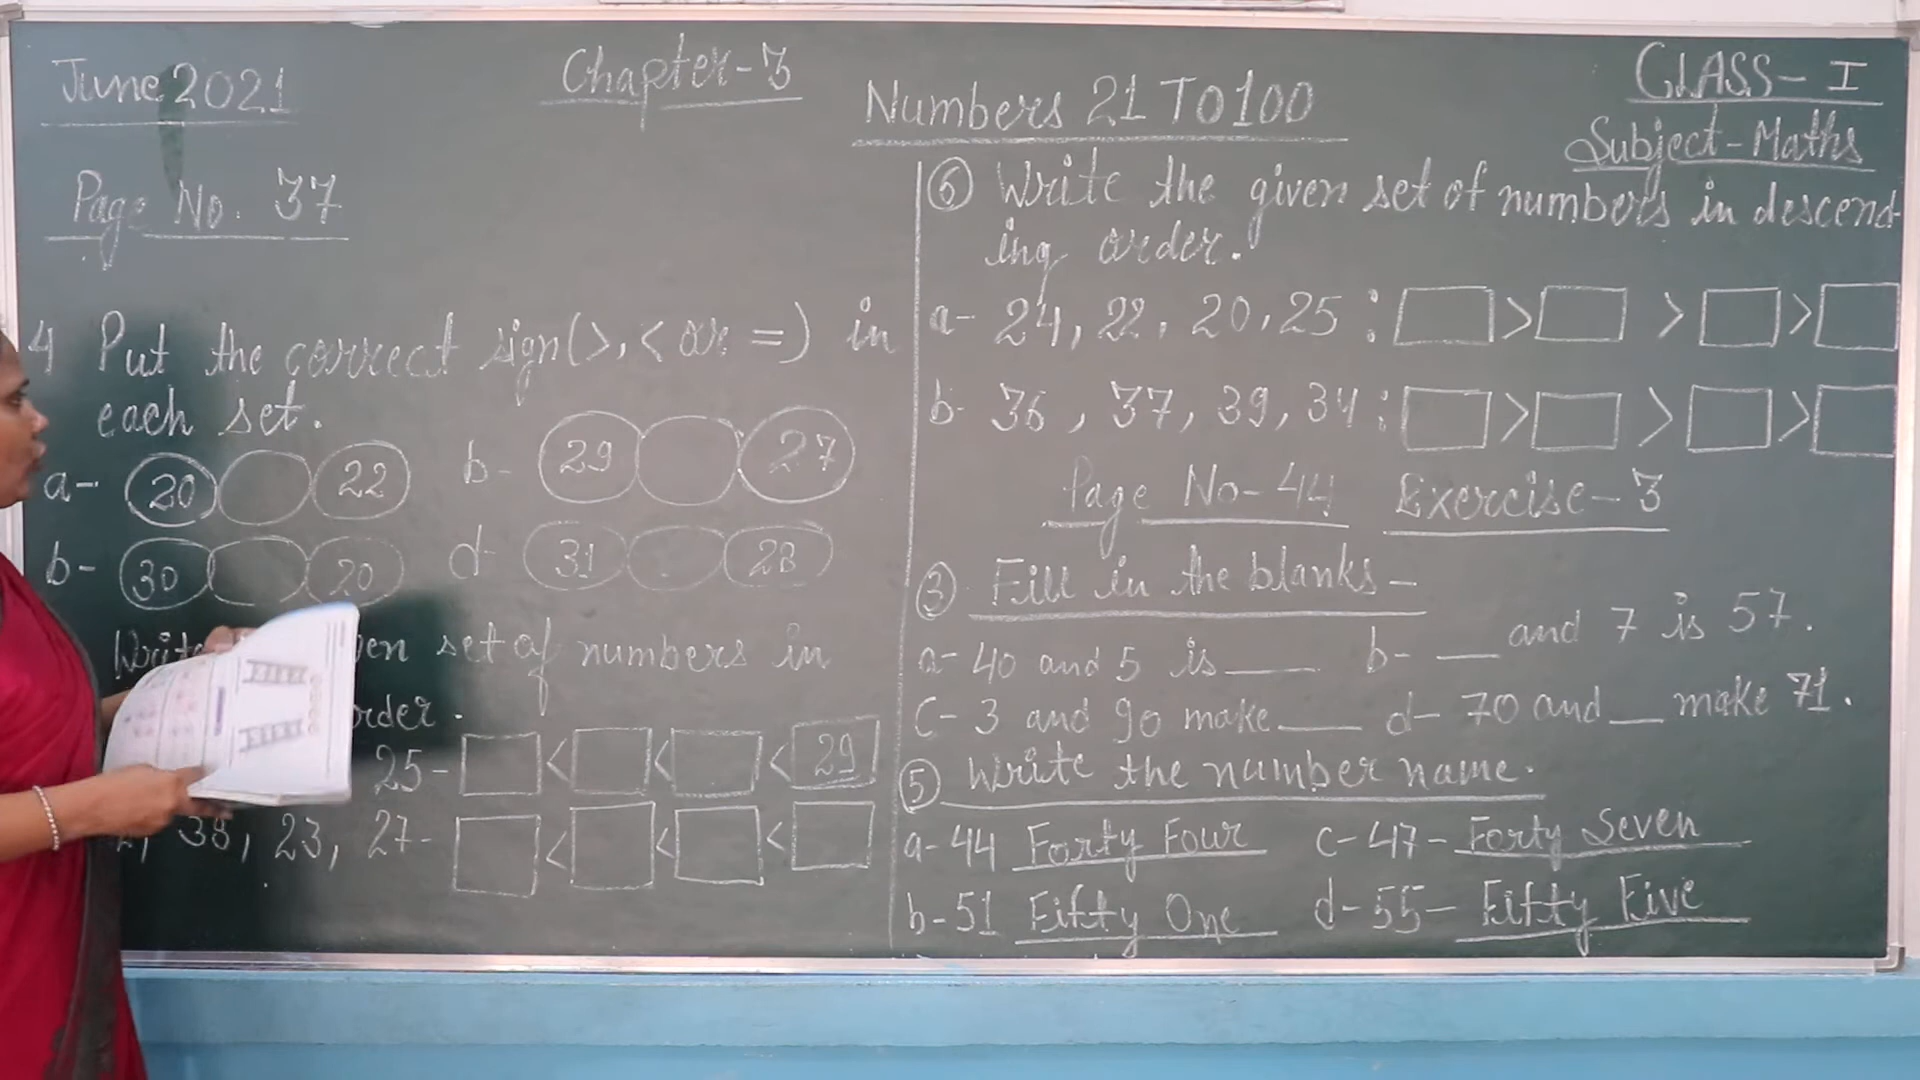 June 2021
Chapter-3
Numbers 21 TO 100
CLASS- I
Subject-Maths
Page No. 37
4 Put the correct sign(>, < or =) in
each set.
a- 20 22 b- 29 27
b- 30 20 d- 31 28
Write en set of numbers in
order.
25- < < < 29
38, 23, 27- < < <
6 Write the given set of numbers in descend-
ing order.
a- 24, 22, 20, 25 : > > >
b- 36, 37, 39, 34 : > > >
Page No-44 Exercise-3
3 Fill in the blanks-
a- 40 and 5 is ____ b- ___ and 7 is 57.
C- 3 and 90 make ____ d- 70 and __ make 71.
5 Write the number name.
a- 44 Forty Four c- 47- Forty Seven
b- 51 Fifty One d- 55- Fifty Five